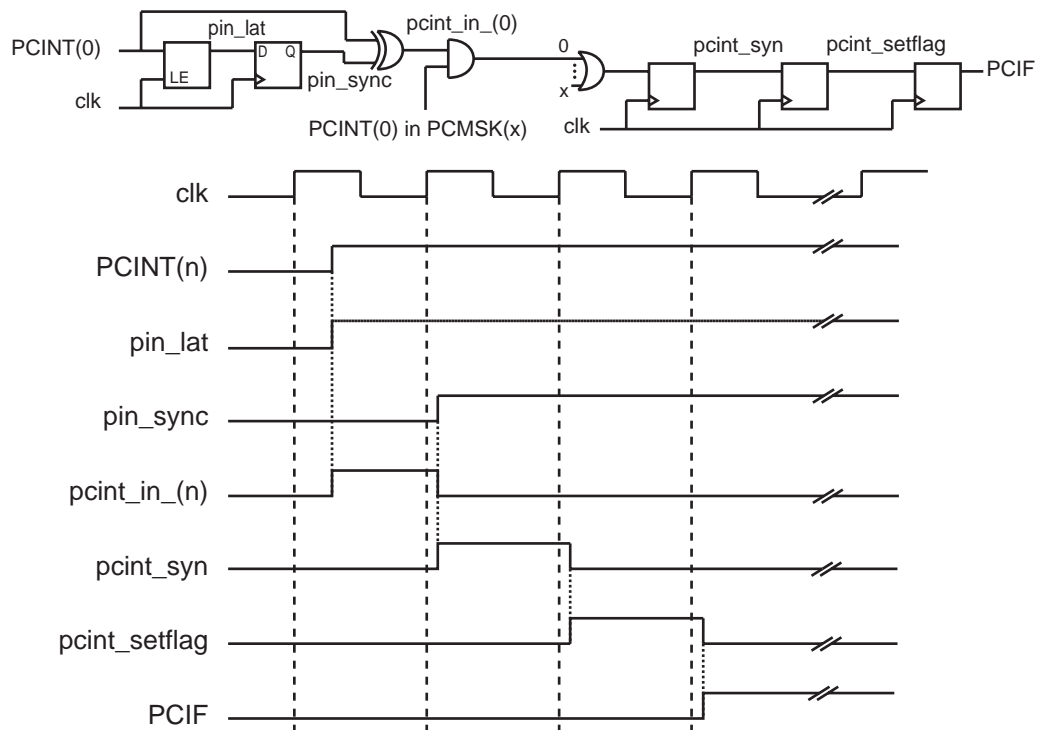 pin_lat
pcint_in_(0)
PCINT(0)
LE
D Q
pin_sync
clk
PCINT(0) in PCMSK(x)
0
x
clk
pcint_syn
pcint_setflag
PCIF
clk
PCINT(n)
pin_lat
pin_sync
pcint_in_(n)
pcint_syn
pcint_setflag
PCIF